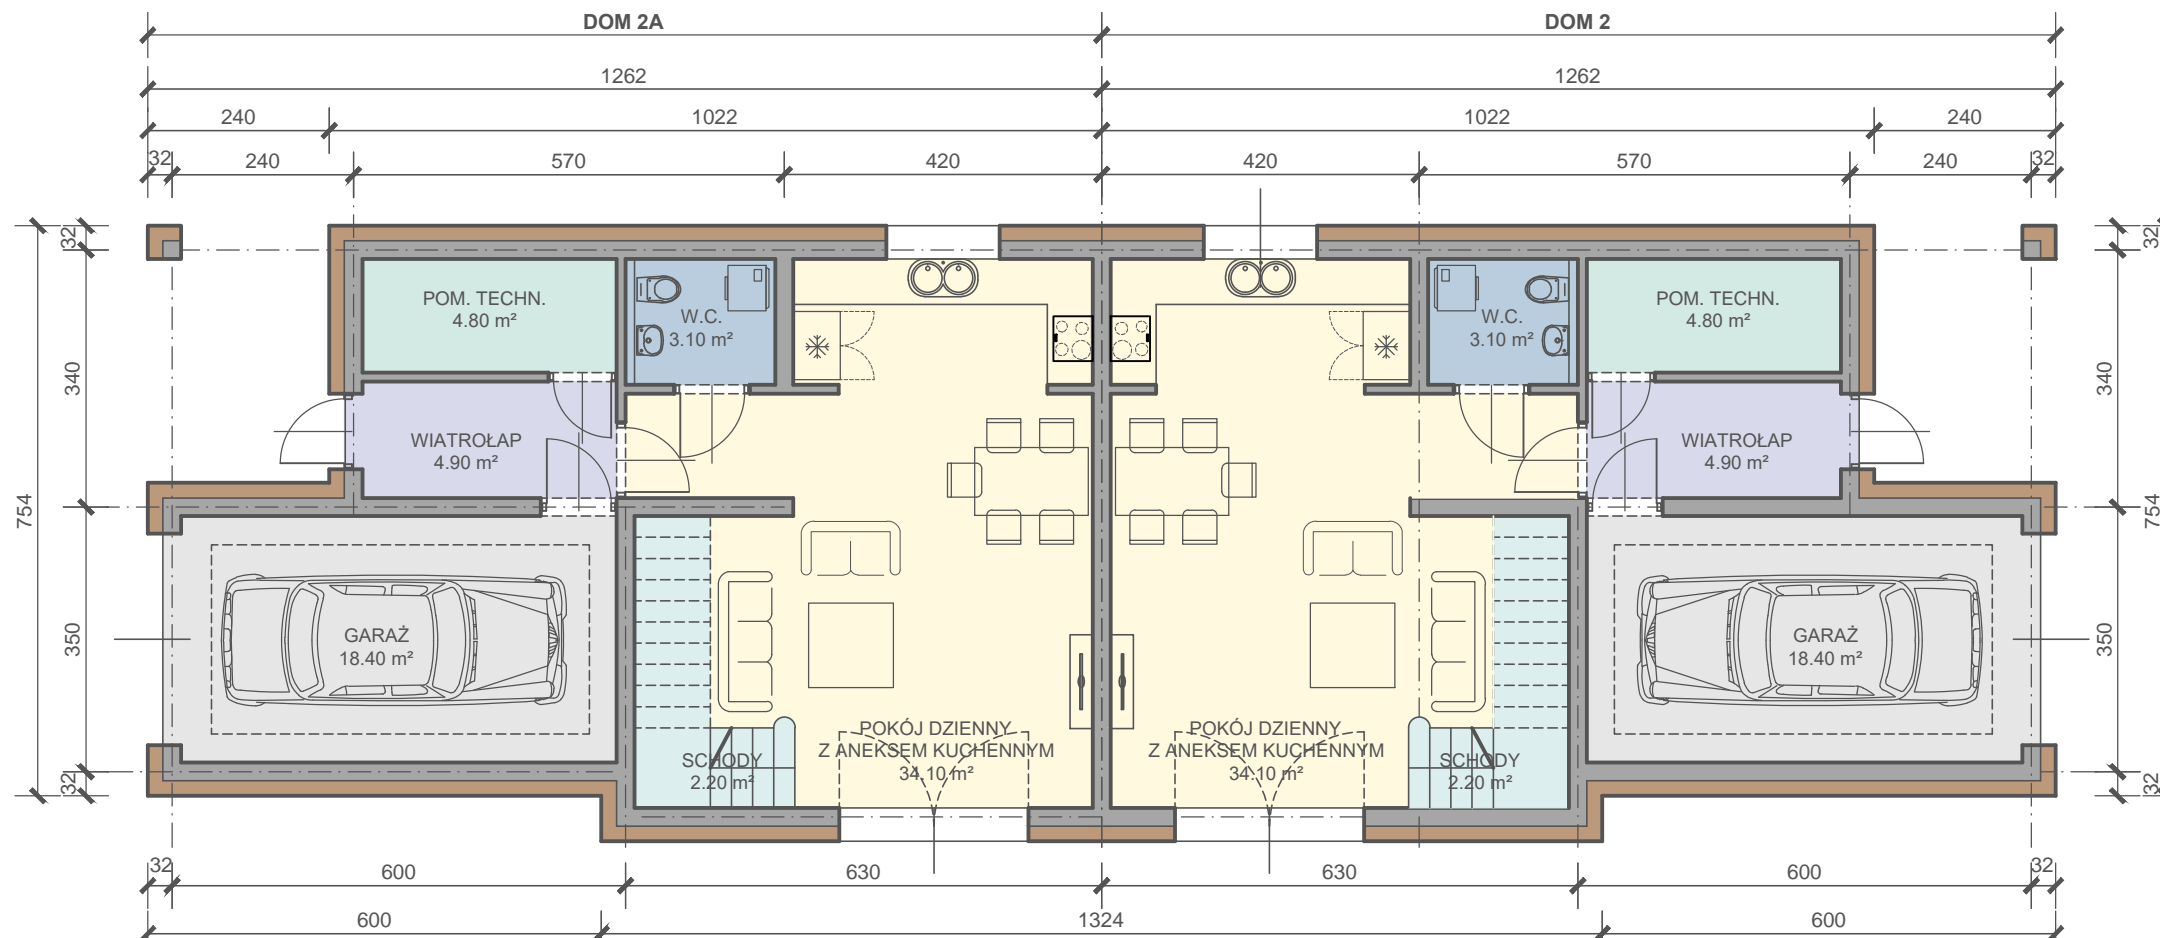 DOM 2A DOM 2
1262 1262
240 1022 1022 240
32 240 570 420 420 570 240 32
32 32
POM. TECHN.
4.80 m²
W.C.
3.10 m²
W.C.
3.10 m²
POM. TECHN.
4.80 m²
340 340
WIATROŁAP
4.90 m²
WIATROŁAP
4.90 m²
754 754
GARAŻ
18.40 m²
GARAŻ
18.40 m²
350 350
POKÓJ DZIENNY
Z ANEKSEM KUCHENNYM
34.10 m²
POKÓJ DZIENNY
Z ANEKSEM KUCHENNYM
34.10 m²
SCHODY
2.20 m²
SCHODY
2.20 m²
32 32
32 600 630 630 600 32
600 1324 600